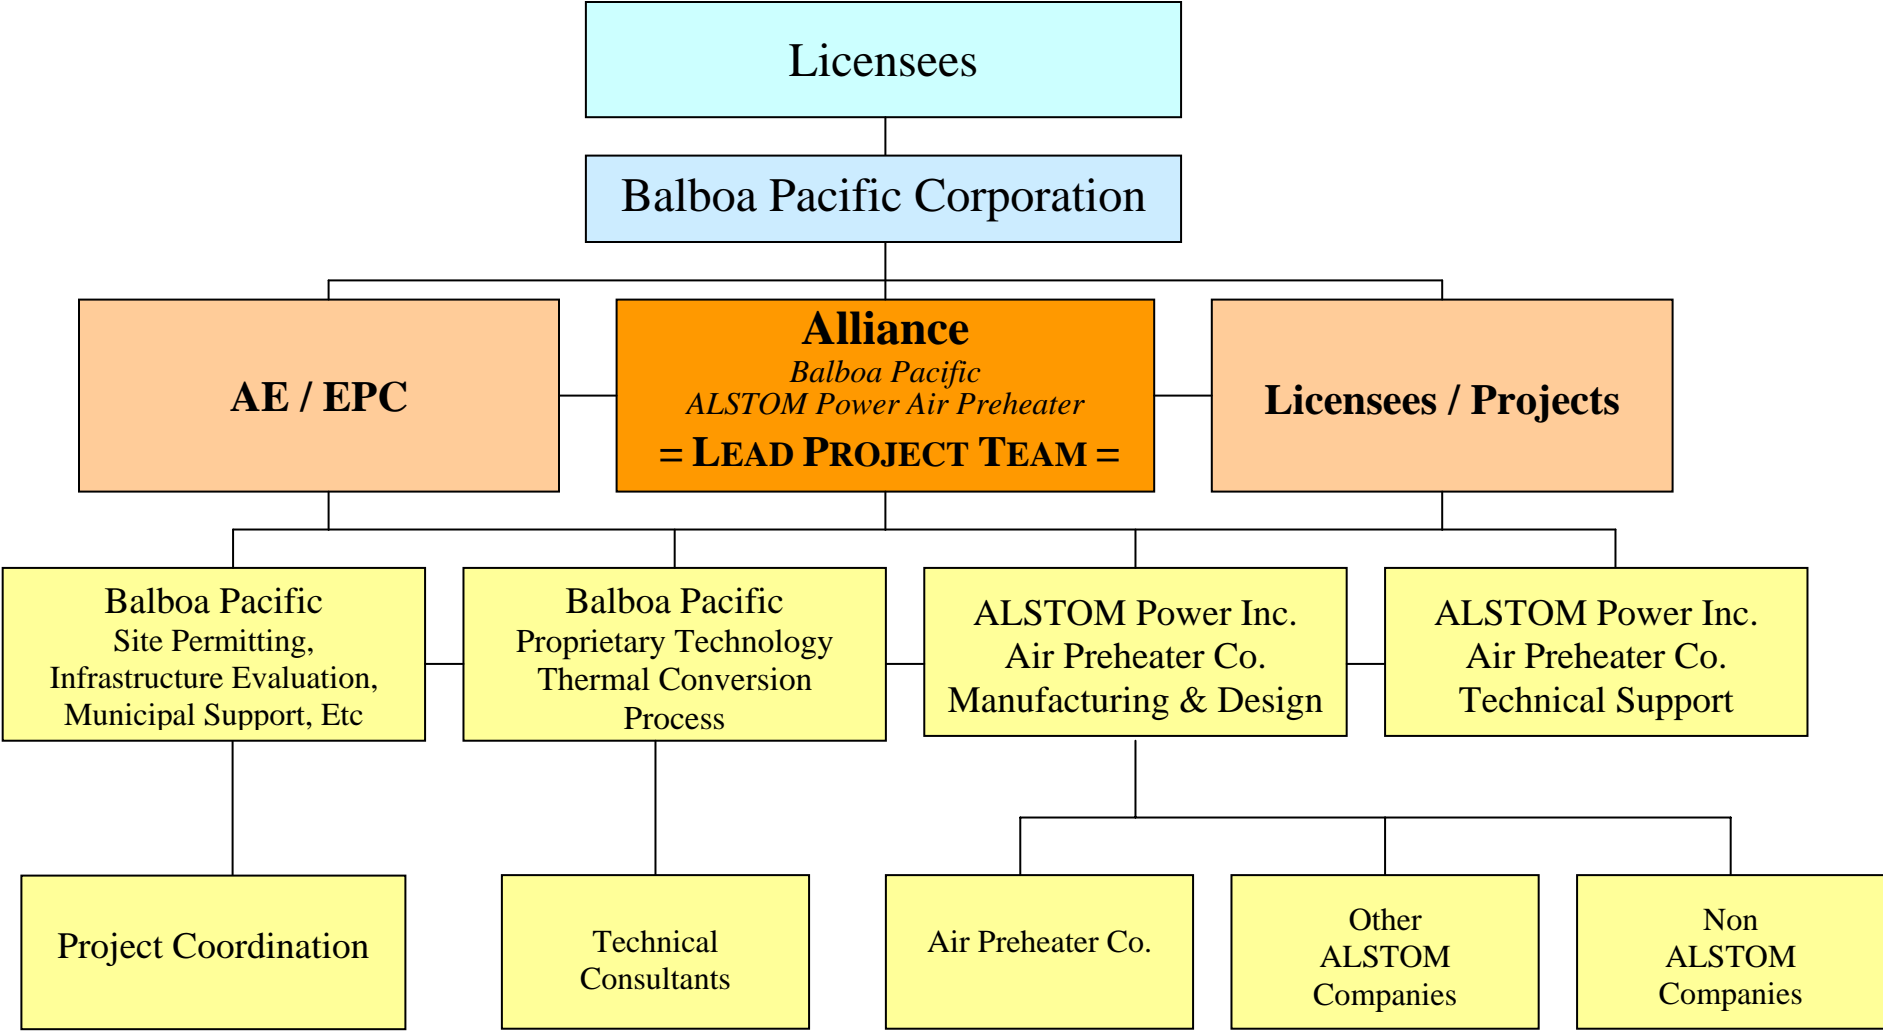 Licensees
Balboa Pacific Corporation
AE / EPC
Alliance
Balboa Pacific
ALSTOM Power Air Preheater
= LEAD PROJECT TEAM =
Licensees / Projects
Balboa Pacific
Site Permitting,
Infrastructure Evaluation,
Municipal Support, Etc
Balboa Pacific
Proprietary Technology
Thermal Conversion
Process
ALSTOM Power Inc.
Air Preheater Co.
Manufacturing & Design
ALSTOM Power Inc.
Air Preheater Co.
Technical Support
Project Coordination
Technical
Consultants
Air Preheater Co.
Other
ALSTOM
Companies
Non
ALSTOM
Companies